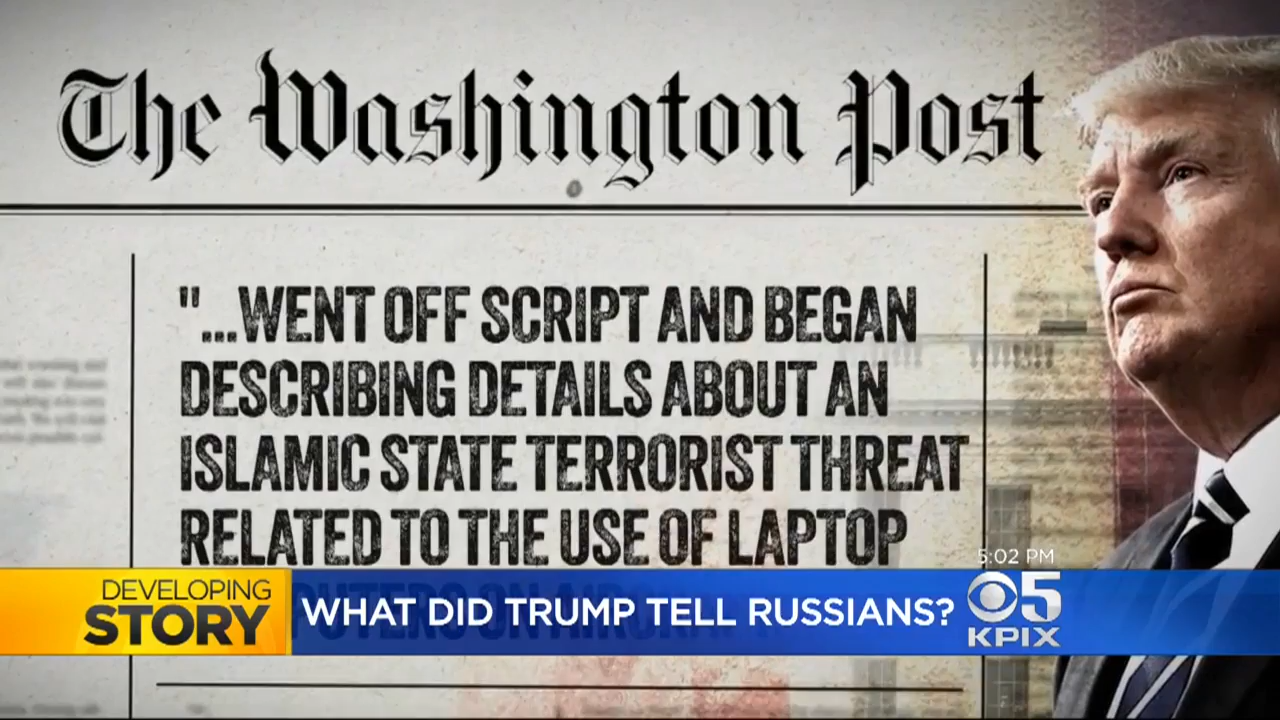 The Washington Post
"...WENT OFF SCRIPT AND BEGAN
DESCRIBING DETAILS ABOUT AN
ISLAMIC STATE TERRORIST THREAT
RELATED TO THE USE OF LAPTOP
5:02 PM
DEVELOPING
STORY
WHAT DID TRUMP TELL RUSSIANS?
5
KPIX